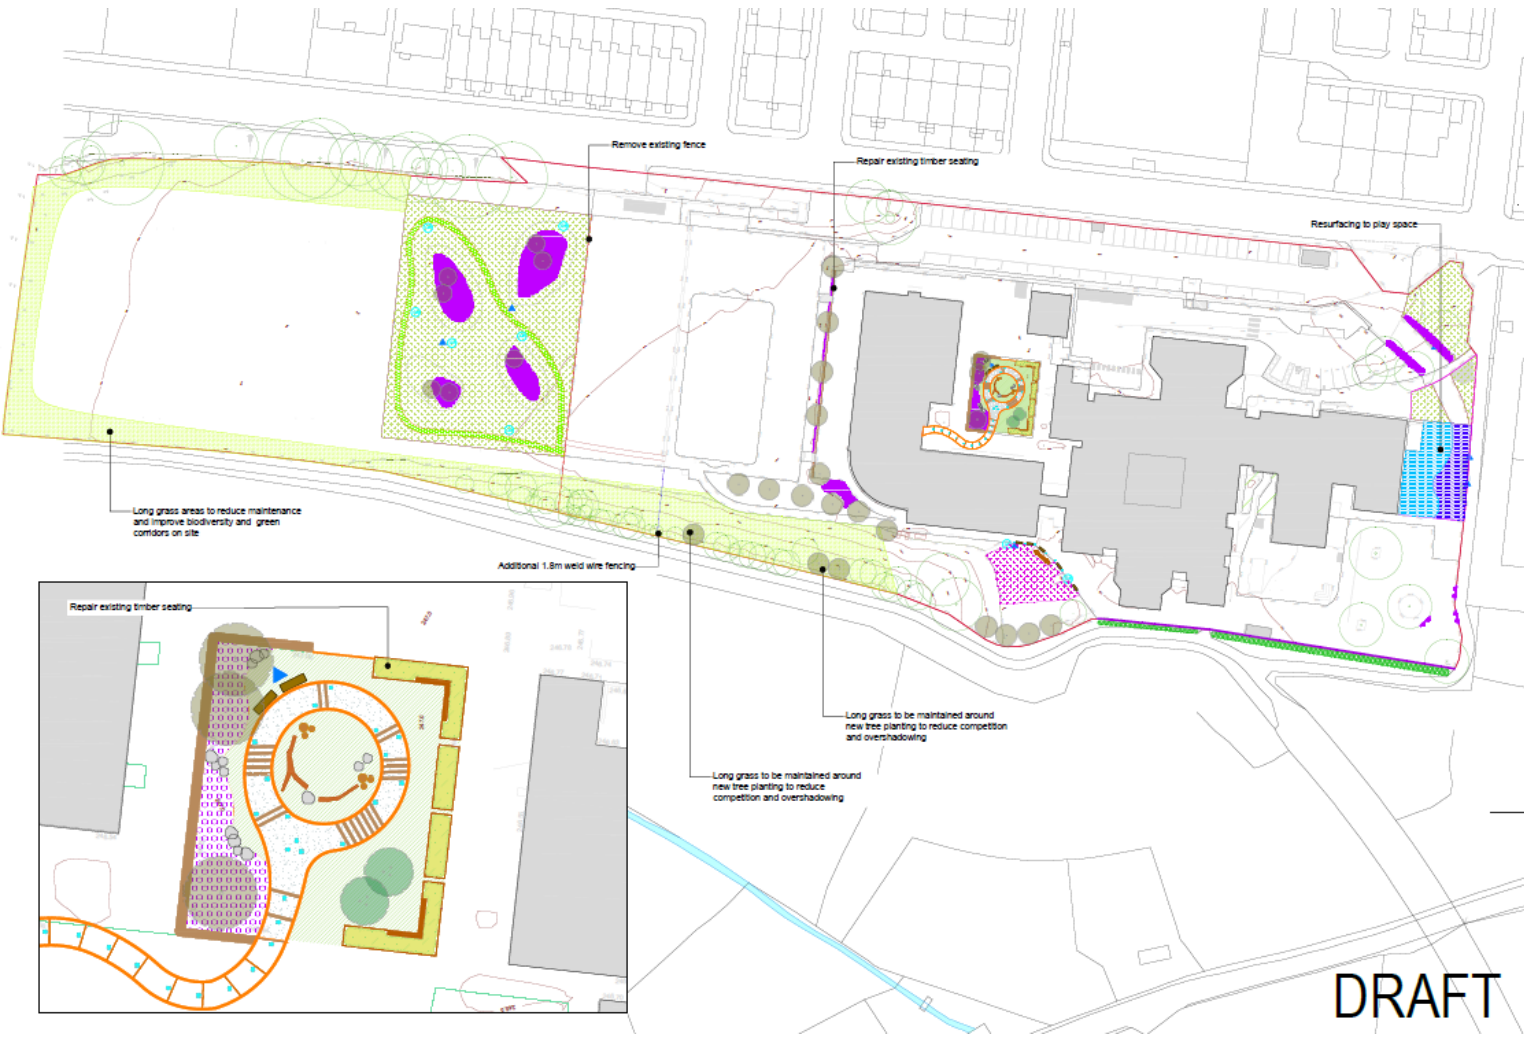 Remove existing fence
Repair existing timber seating
Resurfacing to play space
Long grass areas to reduce maintenance
and improve biodiversity and green
corridors on site
Additional 1.8m weld wire fencing
Repair existing timber seating
Long grass to be maintained around
new tree planting to reduce competition
and overshadowing
Long grass to be maintained around
new tree planting to reduce
competition and overshadowing
DRAFT